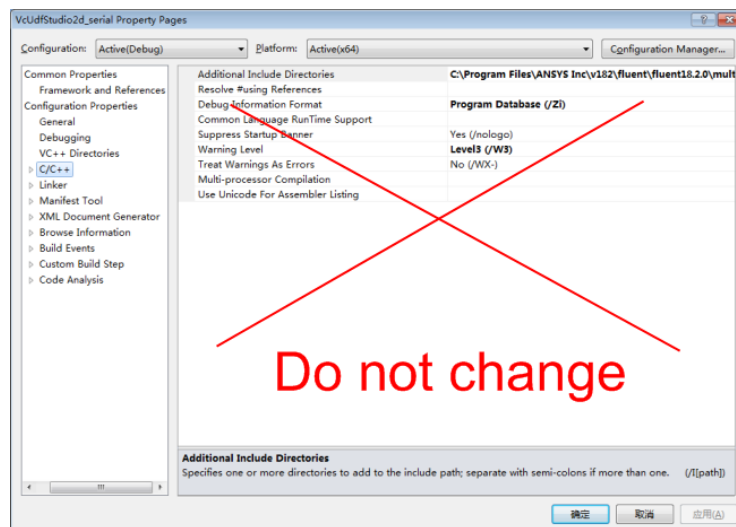 VcUdfStudio2d_serial Property Pages
Configuration: Active(Debug) Platform: Active(x64) Configuration Manager...
Common Properties
Framework and References
Configuration Properties
General
Debugging
VC++ Directories
C/C++
Linker
Manifest Tool
XML Document Generator
Browse Information
Build Events
Custom Build Step
Code Analysis
Additional Include Directories C:\Program Files\ANSYS Inc\v182\fluent\fluent18.2.0\mult
Resolve #using References
Debug Information Format Program Database (/Zi)
Common Language RunTime Support
Suppress Startup Banner Yes (/nologo)
Warning Level Level3 (/W3)
Treat Warnings As Errors No (/WX-)
Multi-processor Compilation
Use Unicode For Assembler Listing
Do not change
Additional Include Directories
Specifies one or more directories to add to the include path; separate with semi-colons if more than one. (/I[path])
确定 取消 应用(A)